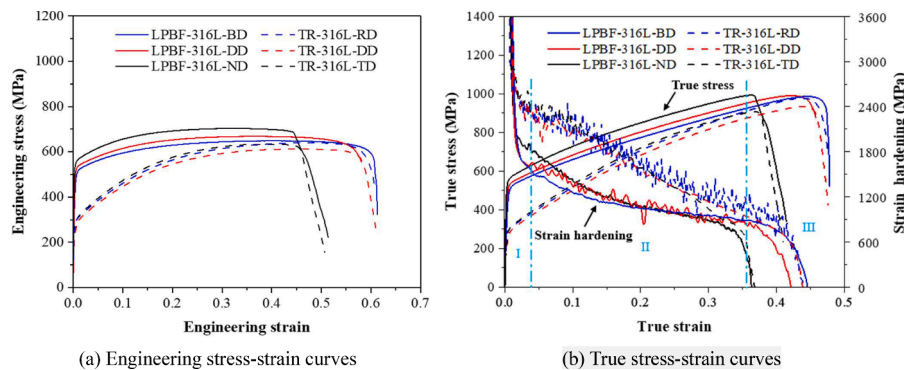 1200
1000
800
600
400
200
0
0.0 0.1 0.2 0.3 0.4 0.5 0.6 0.7
Engineering stress (MPa)
Engineering strain
LPBF-316L-BD TR-316L-RD
LPBF-316L-DD TR-316L-DD
LPBF-316L-ND TR-316L-TD
(a) Engineering stress-strain curves
1400
1200
1000
800
600
400
200
0
0.0 0.1 0.2 0.3 0.4 0.5
3600
3000
2400
1800
1200
600
0
True stress (MPa)
True strain
Strain hardening (MPa)
LPBF-316L-BD TR-316L-RD
LPBF-316L-DD TR-316L-DD
LPBF-316L-ND TR-316L-TD
True stress
Strain hardening
I
II
III
(b) True stress-strain curves